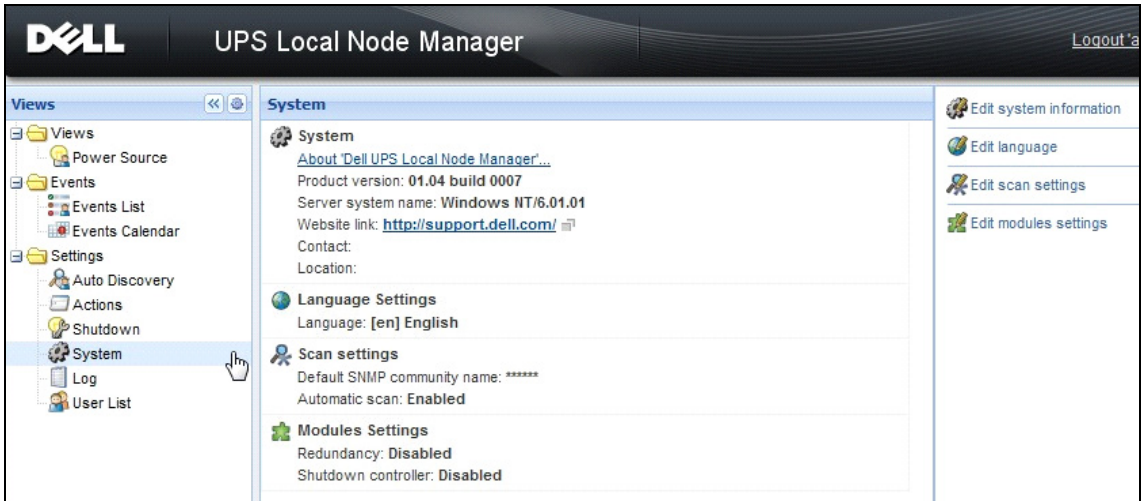 DELL
UPS Local Node Manager
Logout 'a
Views
Views
Power Source
Events
Events List
Events Calendar
Settings
Auto Discovery
Actions
Shutdown
System
Log
User List
System
System
About 'Dell UPS Local Node Manager'...
Product version: 01.04 build 0007
Server system name: Windows NT/6.01.01
Website link: http://support.dell.com/
Contact:
Location:
Language Settings
Language: [en] English
Scan settings
Default SNMP community name: ******
Automatic scan: Enabled
Modules Settings
Redundancy: Disabled
Shutdown controller: Disabled
Edit system information
Edit language
Edit scan settings
Edit modules settings